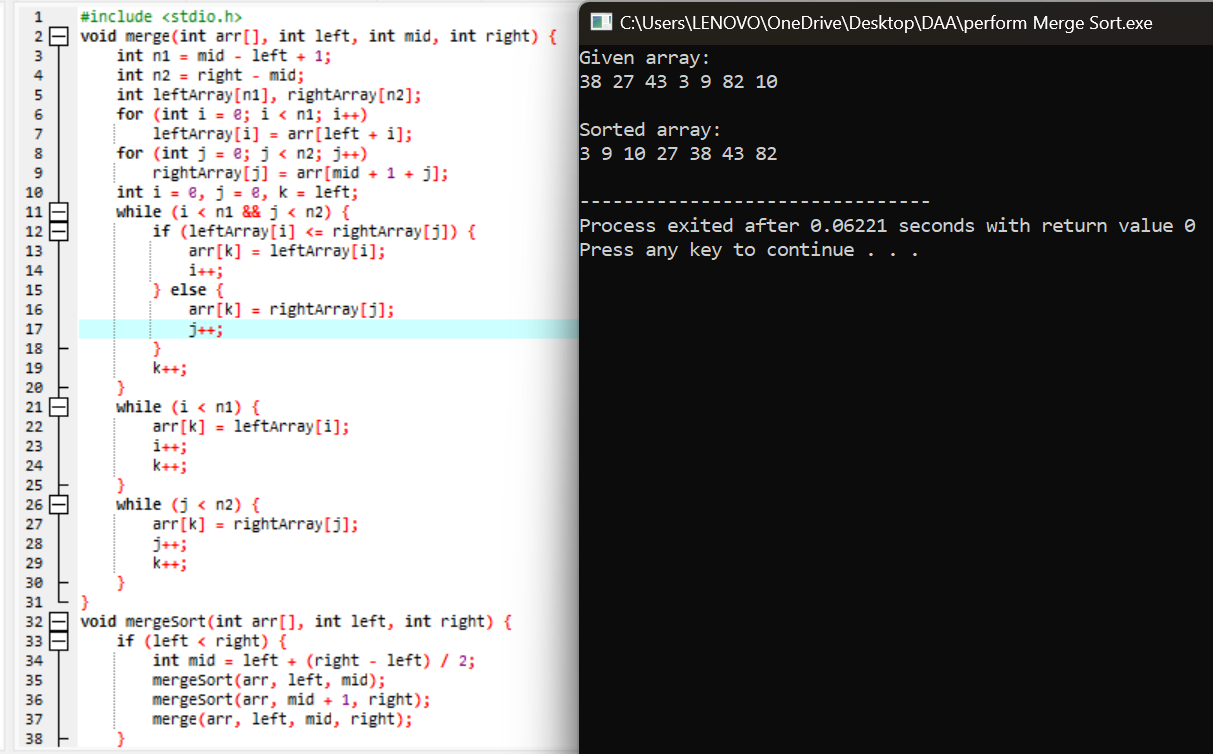 1 #include <stdio.h>
2 void merge(int arr[], int left, int mid, int right) {
3 int n1 = mid - left + 1;
4 int n2 = right - mid;
5 int leftArray[n1], rightArray[n2];
6 for (int i = 0; i < n1; i++)
7 leftArray[i] = arr[left + i];
8 for (int j = 0; j < n2; j++)
9 rightArray[j] = arr[mid + 1 + j];
10 int i = 0, j = 0, k = left;
11 while (i < n1 && j < n2) {
12 if (leftArray[i] <= rightArray[j]) {
13 arr[k] = leftArray[i];
14 i++;
15 } else {
16 arr[k] = rightArray[j];
17 j++;
18 }
19 k++;
20 }
21 while (i < n1) {
22 arr[k] = leftArray[i];
23 i++;
24 k++;
25 }
26 while (j < n2) {
27 arr[k] = rightArray[j];
28 j++;
29 k++;
30 }
31 }
32 void mergeSort(int arr[], int left, int right) {
33 if (left < right) {
34 int mid = left + (right - left) / 2;
35 mergeSort(arr, left, mid);
36 mergeSort(arr, mid + 1, right);
37 merge(arr, left, mid, right);
38 }
C:\Users\LENOVO\OneDrive\Desktop\DAA\perform Merge Sort.exe
Given array:
38 27 43 3 9 82 10
Sorted array:
3 9 10 27 38 43 82
--------------------------------
Process exited after 0.06221 seconds with return value 0
Press any key to continue . . .